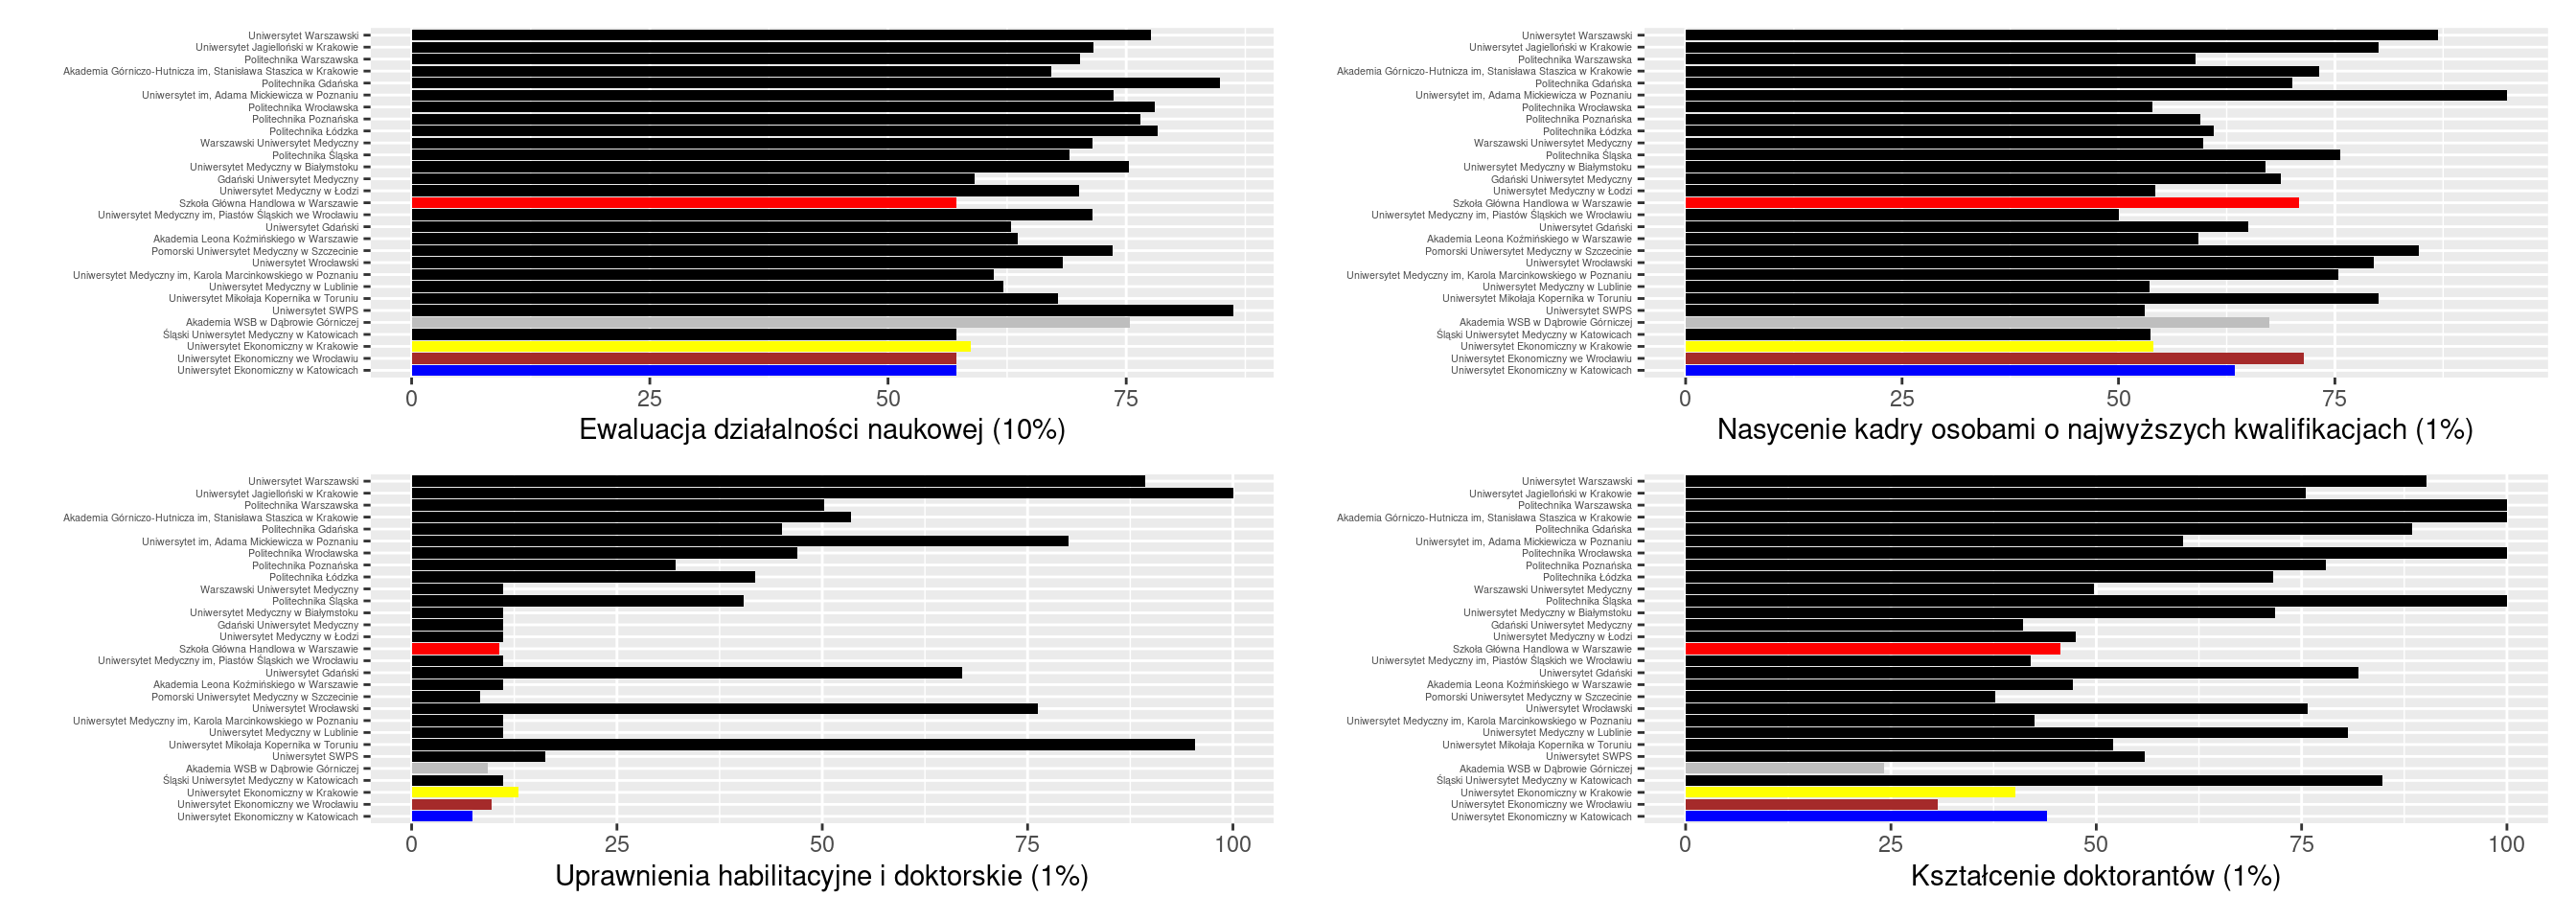 Uniwersytet Warszawski
Uniwersytet Jagielloński w Krakowie
Politechnika Warszawska
Akademia Górniczo-Hutnicza im, Stanisława Staszica w Krakowie
Politechnika Gdańska
Uniwersytet im, Adama Mickiewicza w Poznaniu
Politechnika Wrocławska
Politechnika Poznańska
Politechnika Łódzka
Warszawski Uniwersytet Medyczny
Politechnika Śląska
Uniwersytet Medyczny w Białymstoku
Gdański Uniwersytet Medyczny
Uniwersytet Medyczny w Łodzi
Szkoła Główna Handlowa w Warszawie
Uniwersytet Medyczny im, Piastów Śląskich we Wrocławiu
Uniwersytet Gdański
Akademia Leona Koźmińskiego w Warszawie
Pomorski Uniwersytet Medyczny w Szczecinie
Uniwersytet Wrocławski
Uniwersytet Medyczny im, Karola Marcinkowskiego w Poznaniu
Uniwersytet Medyczny w Lublinie
Uniwersytet Mikołaja Kopernika w Toruniu
Uniwersytet SWPS
Akademia WSB w Dąbrowie Górniczej
Śląski Uniwersytet Medyczny w Katowicach
Uniwersytet Ekonomiczny w Krakowie
Uniwersytet Ekonomiczny we Wrocławiu
Uniwersytet Ekonomiczny w Katowicach
0 25 50 75
Ewaluacja działalności naukowej (10%)
Uniwersytet Warszawski
Uniwersytet Jagielloński w Krakowie
Politechnika Warszawska
Akademia Górniczo-Hutnicza im, Stanisława Staszica w Krakowie
Politechnika Gdańska
Uniwersytet im, Adama Mickiewicza w Poznaniu
Politechnika Wrocławska
Politechnika Poznańska
Politechnika Łódzka
Warszawski Uniwersytet Medyczny
Politechnika Śląska
Uniwersytet Medyczny w Białymstoku
Gdański Uniwersytet Medyczny
Uniwersytet Medyczny w Łodzi
Szkoła Główna Handlowa w Warszawie
Uniwersytet Medyczny im, Piastów Śląskich we Wrocławiu
Uniwersytet Gdański
Akademia Leona Koźmińskiego w Warszawie
Pomorski Uniwersytet Medyczny w Szczecinie
Uniwersytet Wrocławski
Uniwersytet Medyczny im, Karola Marcinkowskiego w Poznaniu
Uniwersytet Medyczny w Lublinie
Uniwersytet Mikołaja Kopernika w Toruniu
Uniwersytet SWPS
Akademia WSB w Dąbrowie Górniczej
Śląski Uniwersytet Medyczny w Katowicach
Uniwersytet Ekonomiczny w Krakowie
Uniwersytet Ekonomiczny we Wrocławiu
Uniwersytet Ekonomiczny w Katowicach
0 25 50 75
Nasycenie kadry osobami o najwyższych kwalifikacjach (1%)
Uniwersytet Warszawski
Uniwersytet Jagielloński w Krakowie
Politechnika Warszawska
Akademia Górniczo-Hutnicza im, Stanisława Staszica w Krakowie
Politechnika Gdańska
Uniwersytet im, Adama Mickiewicza w Poznaniu
Politechnika Wrocławska
Politechnika Poznańska
Politechnika Łódzka
Warszawski Uniwersytet Medyczny
Politechnika Śląska
Uniwersytet Medyczny w Białymstoku
Gdański Uniwersytet Medyczny
Uniwersytet Medyczny w Łodzi
Szkoła Główna Handlowa w Warszawie
Uniwersytet Medyczny im, Piastów Śląskich we Wrocławiu
Uniwersytet Gdański
Akademia Leona Koźmińskiego w Warszawie
Pomorski Uniwersytet Medyczny w Szczecinie
Uniwersytet Wrocławski
Uniwersytet Medyczny im, Karola Marcinkowskiego w Poznaniu
Uniwersytet Medyczny w Lublinie
Uniwersytet Mikołaja Kopernika w Toruniu
Uniwersytet SWPS
Akademia WSB w Dąbrowie Górniczej
Śląski Uniwersytet Medyczny w Katowicach
Uniwersytet Ekonomiczny w Krakowie
Uniwersytet Ekonomiczny we Wrocławiu
Uniwersytet Ekonomiczny w Katowicach
0 25 50 75 100
Uprawnienia habilitacyjne i doktorskie (1%)
Uniwersytet Warszawski
Uniwersytet Jagielloński w Krakowie
Politechnika Warszawska
Akademia Górniczo-Hutnicza im, Stanisława Staszica w Krakowie
Politechnika Gdańska
Uniwersytet im, Adama Mickiewicza w Poznaniu
Politechnika Wrocławska
Politechnika Poznańska
Politechnika Łódzka
Warszawski Uniwersytet Medyczny
Politechnika Śląska
Uniwersytet Medyczny w Białymstoku
Gdański Uniwersytet Medyczny
Uniwersytet Medyczny w Łodzi
Szkoła Główna Handlowa w Warszawie
Uniwersytet Medyczny im, Piastów Śląskich we Wrocławiu
Uniwersytet Gdański
Akademia Leona Koźmińskiego w Warszawie
Pomorski Uniwersytet Medyczny w Szczecinie
Uniwersytet Wrocławski
Uniwersytet Medyczny im, Karola Marcinkowskiego w Poznaniu
Uniwersytet Medyczny w Lublinie
Uniwersytet Mikołaja Kopernika w Toruniu
Uniwersytet SWPS
Akademia WSB w Dąbrowie Górniczej
Śląski Uniwersytet Medyczny w Katowicach
Uniwersytet Ekonomiczny w Krakowie
Uniwersytet Ekonomiczny we Wrocławiu
Uniwersytet Ekonomiczny w Katowicach
0 25 50 75 100
Kształcenie doktorantów (1%)